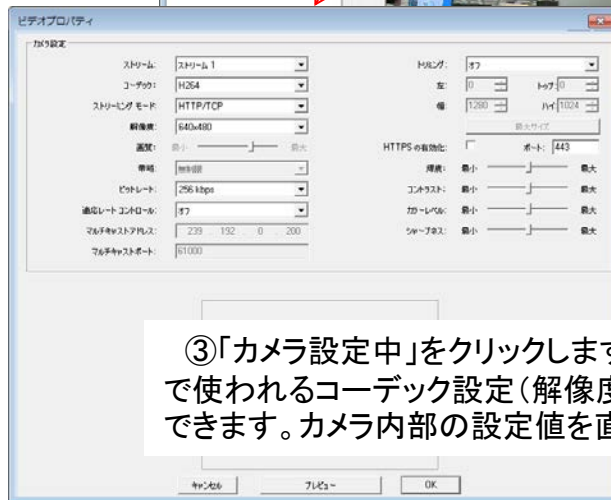 ビデオプロパティ
カメラ設定
ストリーム: ストリーム 1
コーデック: H264
ストリーミング モード: HTTP/TCP
解像度: 640x480
画質: 最小 最大
帯域: 無制限
ビットレート: 256 kbps
適応レート コントロール: オフ
マルチキャストアドレス: 239 . 192 . 0 . 200
マルチキャストポート: 61000
トリミング: オフ
左: 0 トップ: 0
幅: 1280 ハイ: 1024
最大サイズ
HTTPS の有効化: ポート: 443
輝度: 最小 最大
コントラスト: 最小 最大
カラーレベル: 最小 最大
シャープネス: 最小 最大
③「カメラ設定中」をクリックします
で使われるコーデック設定(解像度
できます。カメラ内部の設定値を直
キャンセル プレビュー OK